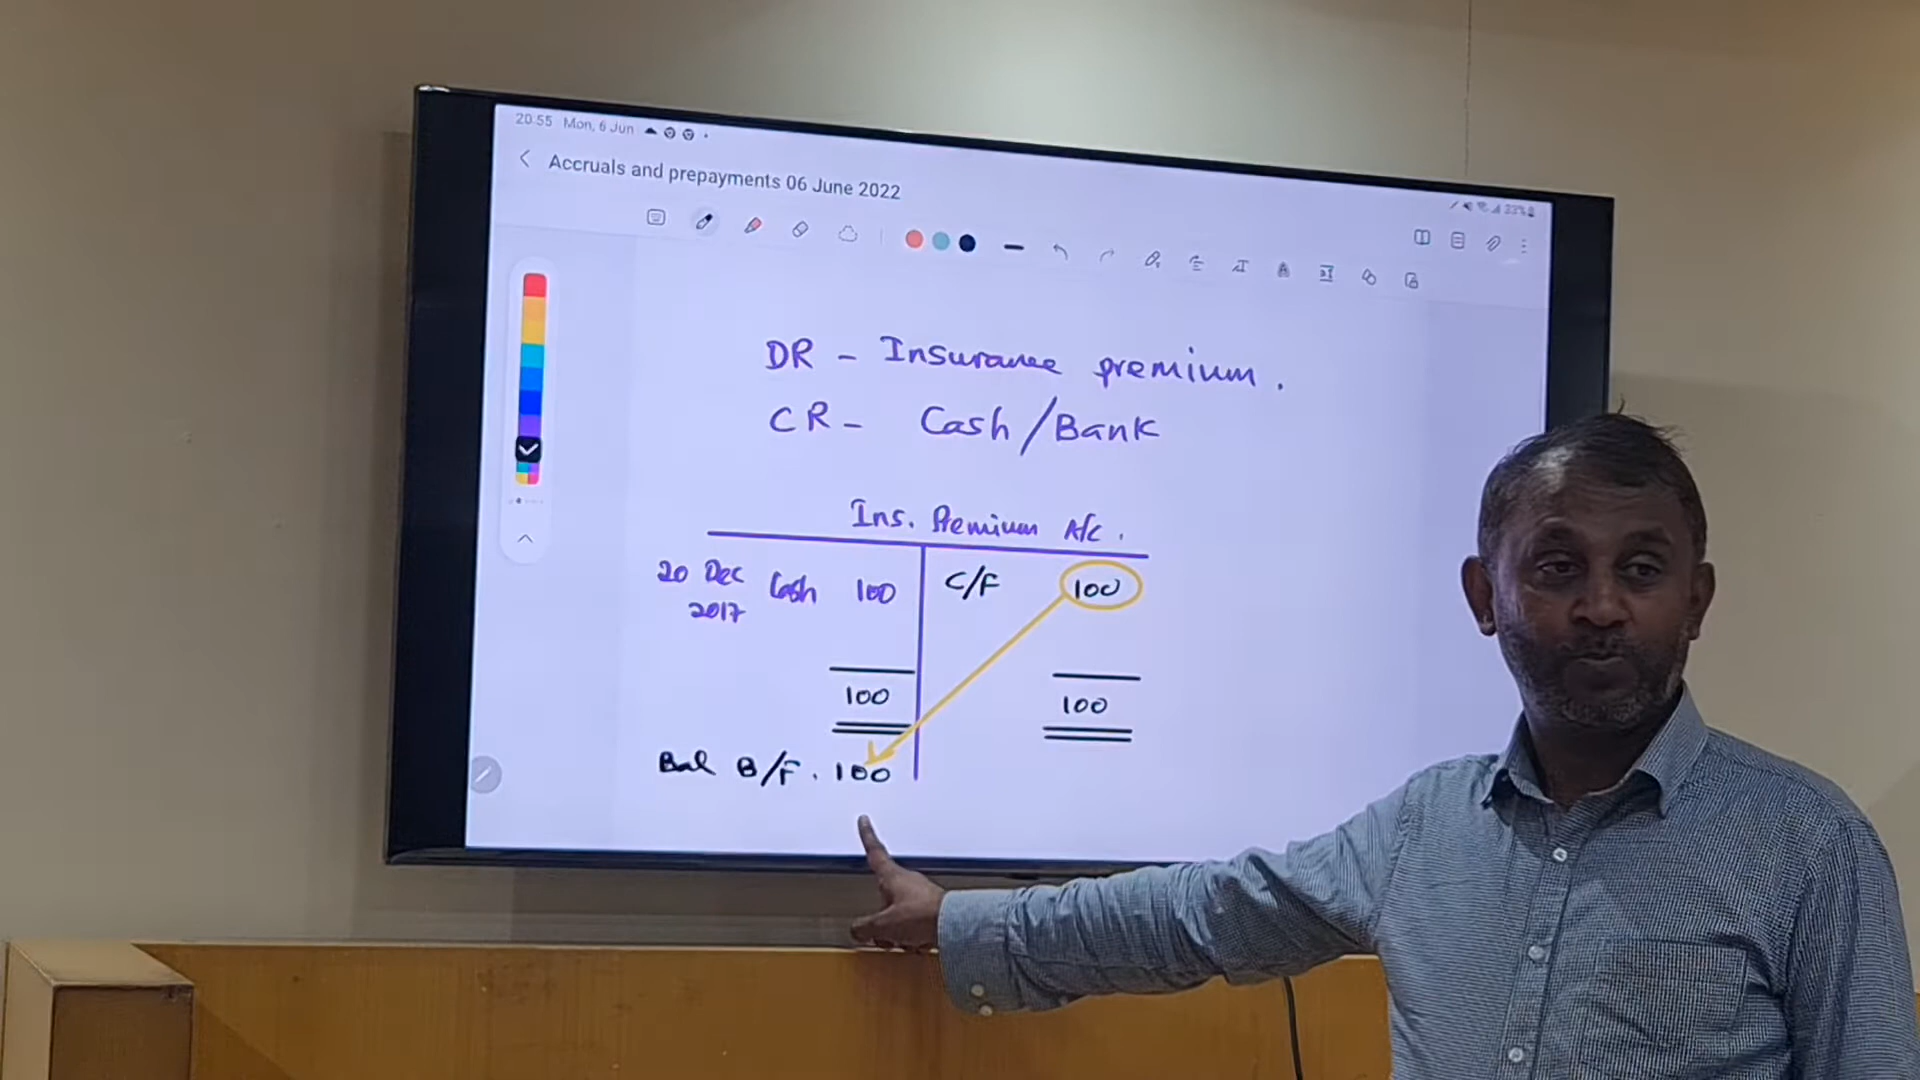 20:55 Mon, 6 Jun
23%
Accruals and prepayments 06 June 2022
DR - Insurance premium.
CR - Cash/Bank
Ins. Premium A/C.
20 Dec Cash 100 C/F 100
2017
100 100
Bal B/F. 100